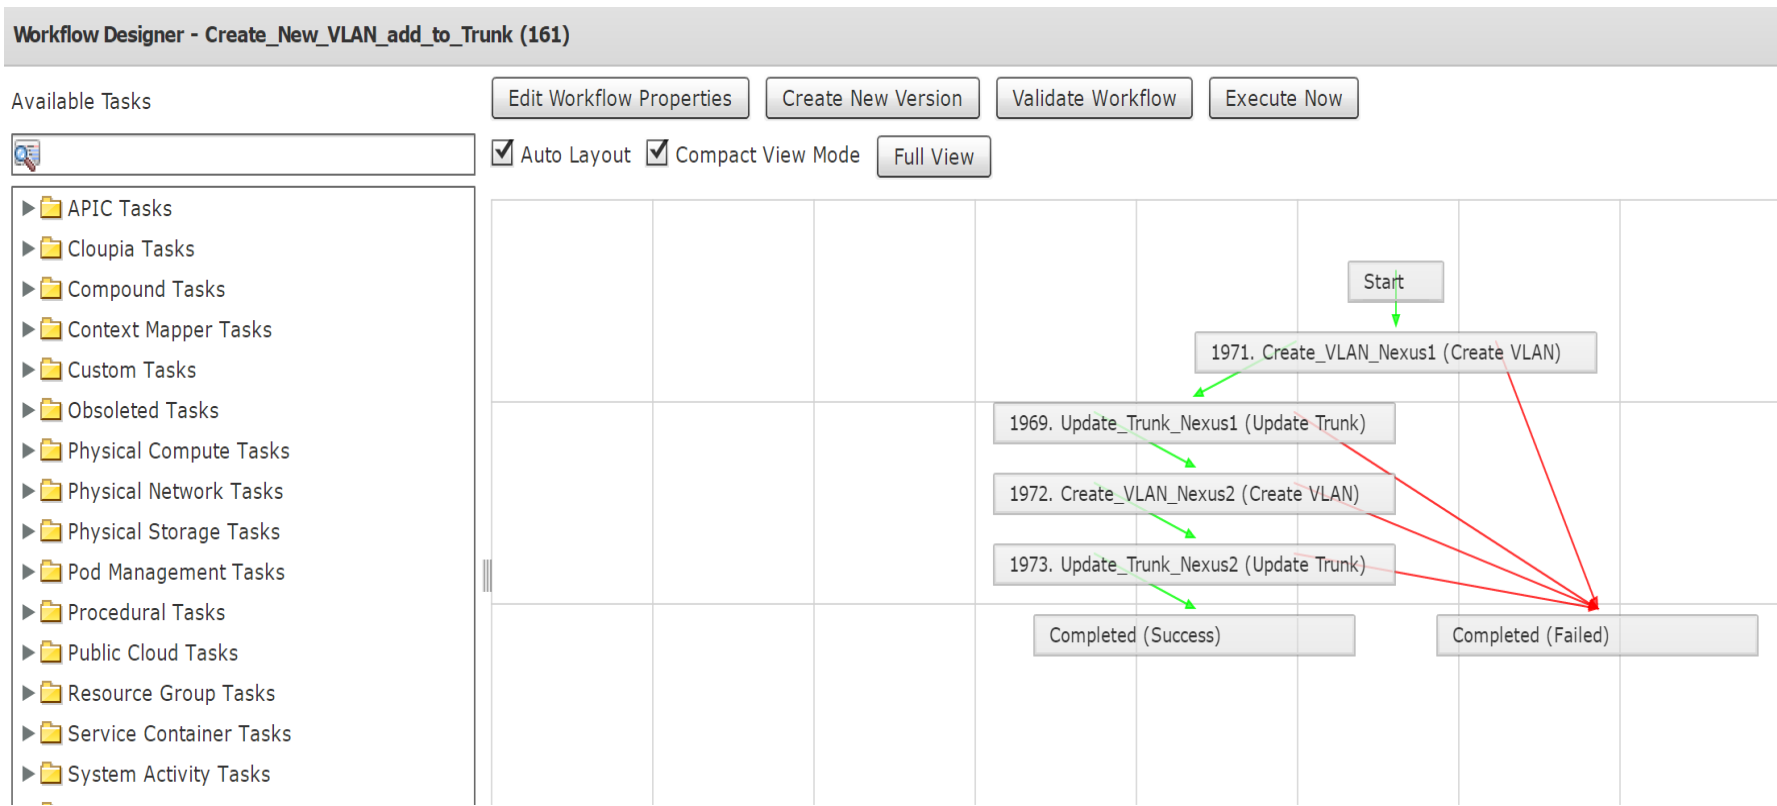 Workflow Designer - Create_New_VLAN_add_to_Trunk (161)
Available Tasks
Edit Workflow Properties
Create New Version
Validate Workflow
Execute Now
Auto Layout
Compact View Mode
Full View
APIC Tasks
Cloupia Tasks
Compound Tasks
Context Mapper Tasks
Custom Tasks
Obsoleted Tasks
Physical Compute Tasks
Physical Network Tasks
Physical Storage Tasks
Pod Management Tasks
Procedural Tasks
Public Cloud Tasks
Resource Group Tasks
Service Container Tasks
System Activity Tasks
Start
1971. Create_VLAN_Nexus1 (Create VLAN)
1969. Update_Trunk_Nexus1 (Update Trunk)
1972. Create_VLAN_Nexus2 (Create VLAN)
1973. Update_Trunk_Nexus2 (Update Trunk)
Completed (Success)
Completed (Failed)